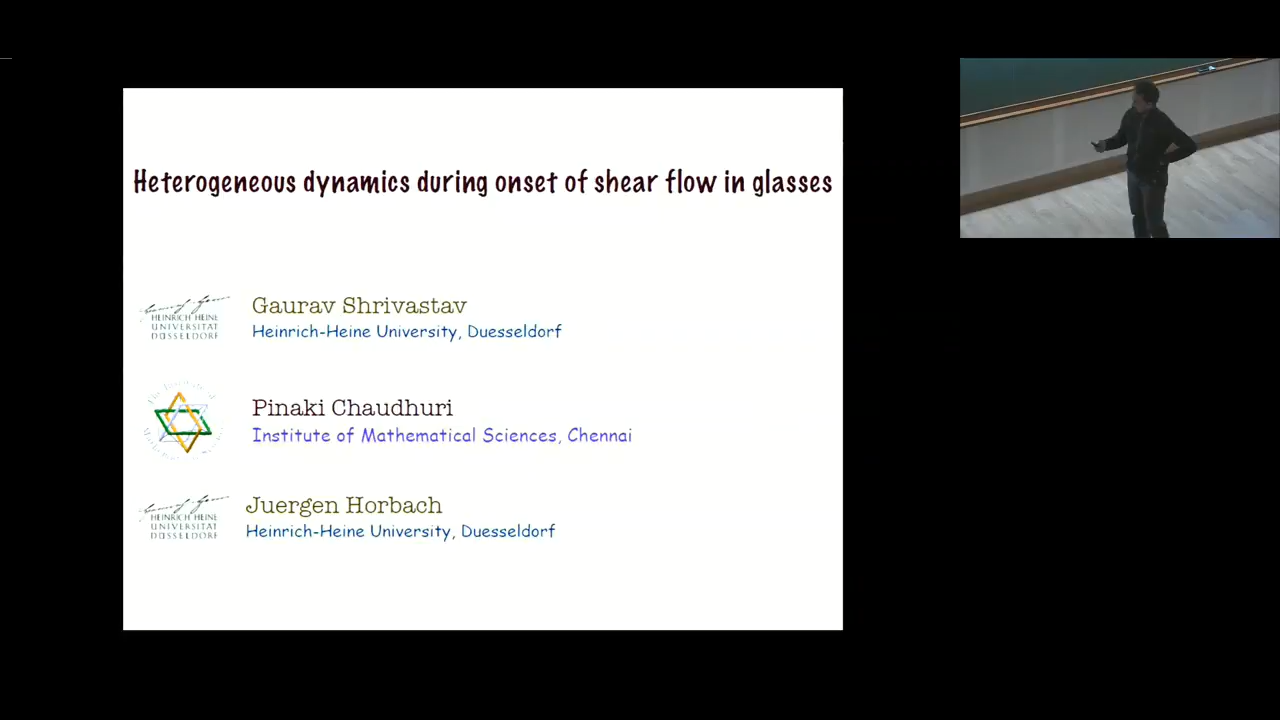 Heterogeneous dynamics during onset of shear flow in glasses
HEINRICH HEINE
UNIVERSITÄT
DÜSSELDORF
Gaurav Shrivastav
Heinrich-Heine University, Duesseldorf
Pinaki Chaudhuri
Institute of Mathematical Sciences, Chennai
HEINRICH HEINE
UNIVERSITÄT
DÜSSELDORF
Juergen Horbach
Heinrich-Heine University, Duesseldorf